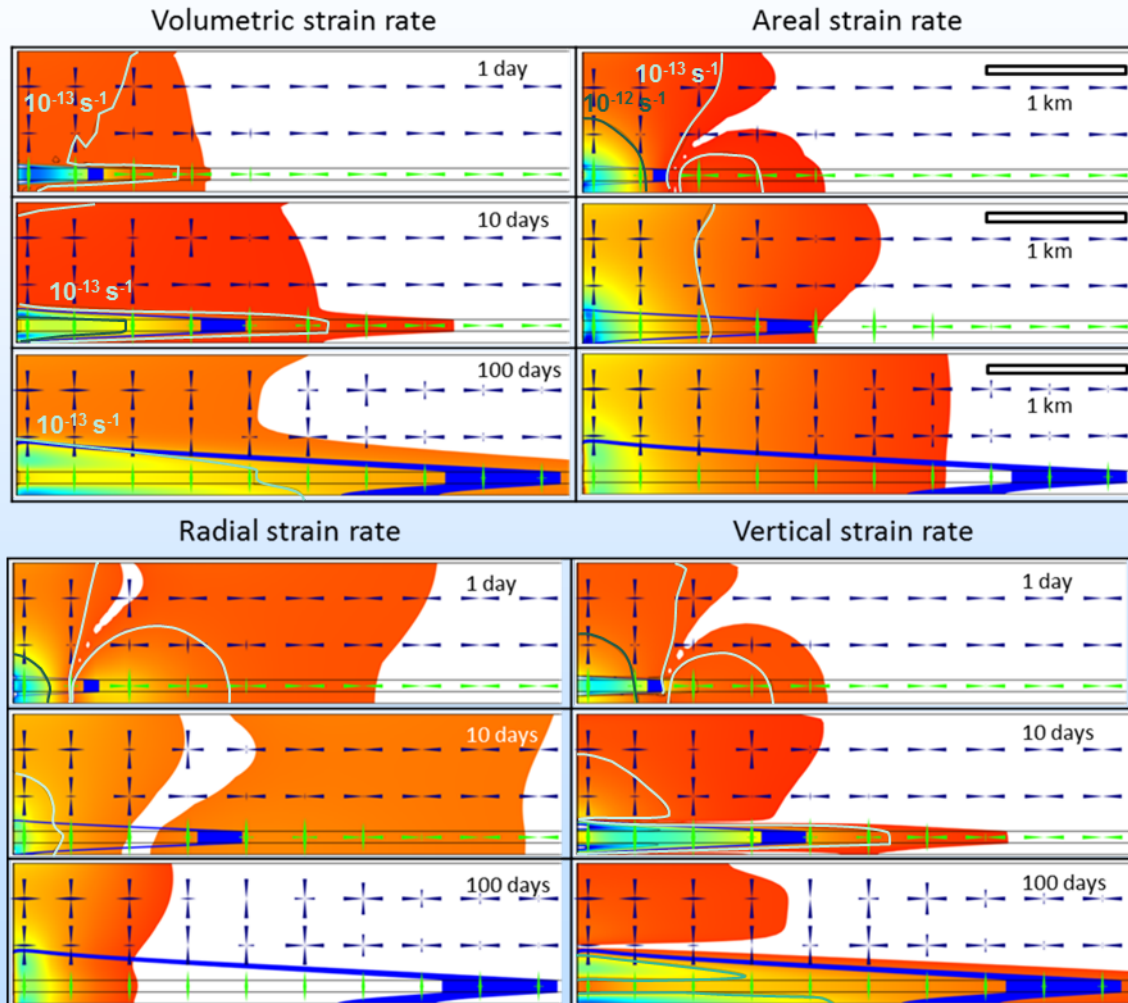 Volumetric strain rate
Areal strain rate
1 day
10⁻¹³ s⁻¹
10⁻¹³ s⁻¹
10⁻¹² s⁻¹
1 km
10 days
10⁻¹³ s⁻¹
1 km
100 days
10⁻¹³ s⁻¹
1 km
Radial strain rate
Vertical strain rate
1 day
1 day
10 days
10 days
100 days
100 days